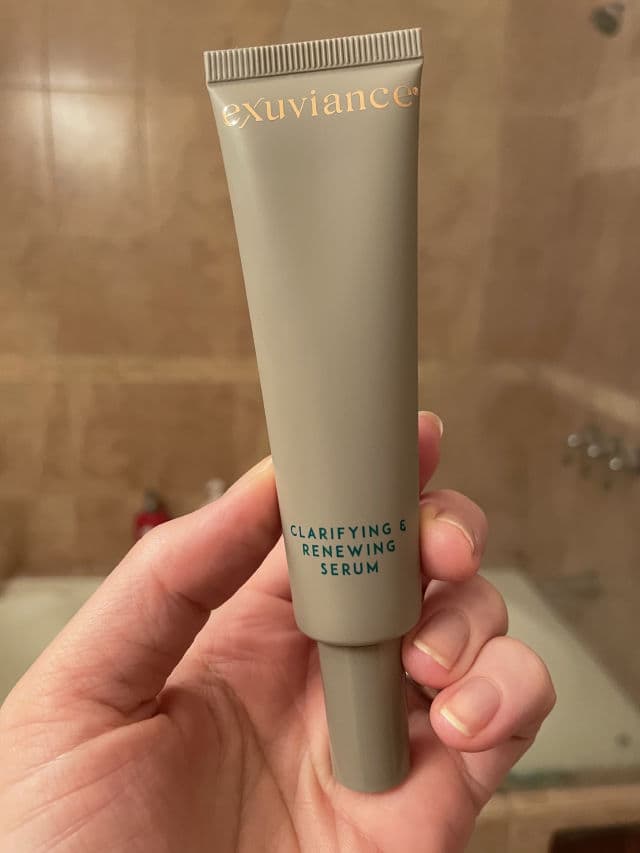 exuviance®
CLARIFYING &
RENEWING
SERUM